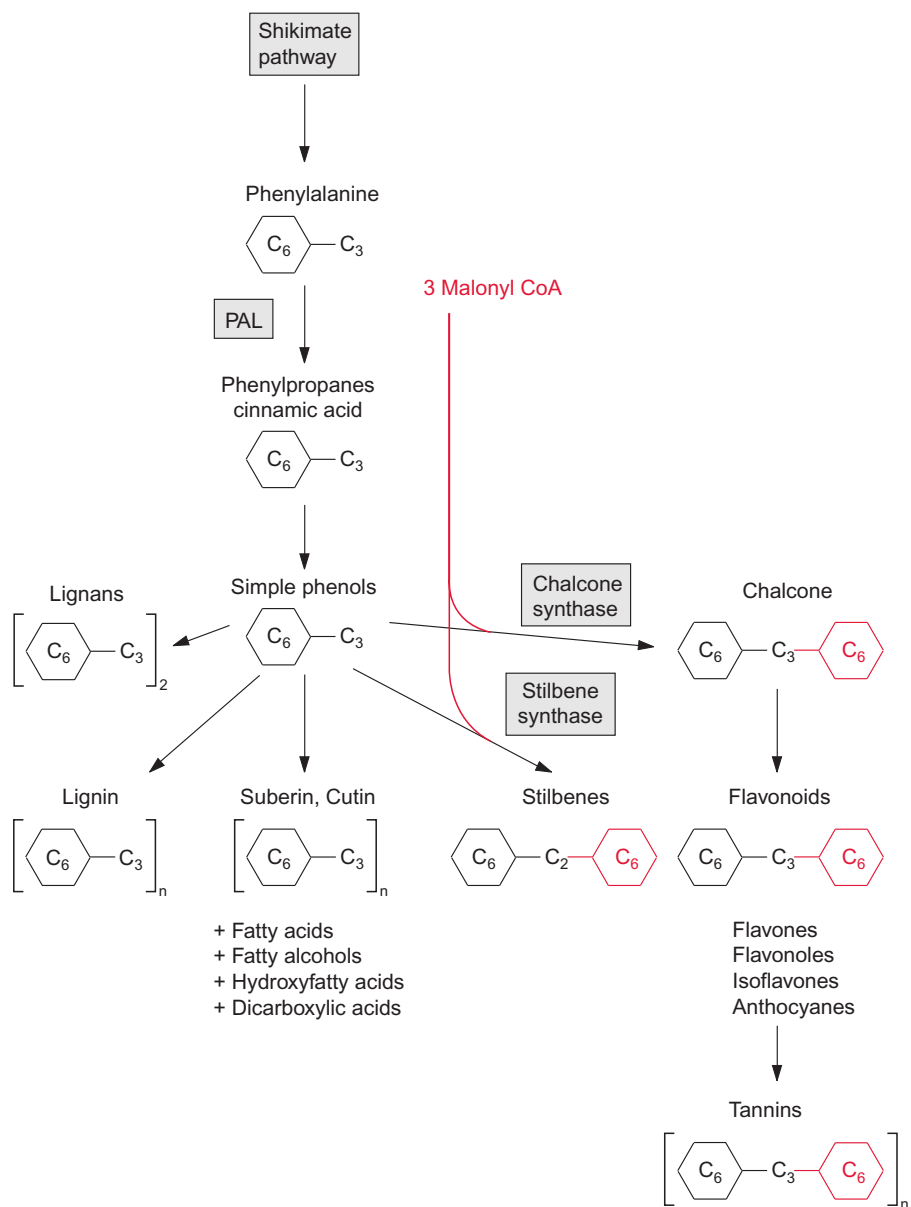 Shikimate
pathway
Phenylalanine
C6 C3
3 Malonyl CoA
PAL
Phenylpropanes
cinnamic acid
C6 C3
Simple phenols
C6 C3
Lignans
[C6 C3]2
Chalcone
synthase
Chalcone
C6 C3 C6
Stilbene
synthase
Lignin
[C6 C3]n
Suberin, Cutin
[C6 C3]n
+ Fatty acids
+ Fatty alcohols
+ Hydroxyfatty acids
+ Dicarboxylic acids
Stilbenes
C6 C2 C6
Flavonoids
C6 C3 C6
Flavones
Flavonoles
Isoflavones
Anthocyanes
Tannins
[C6 C3 C6]n